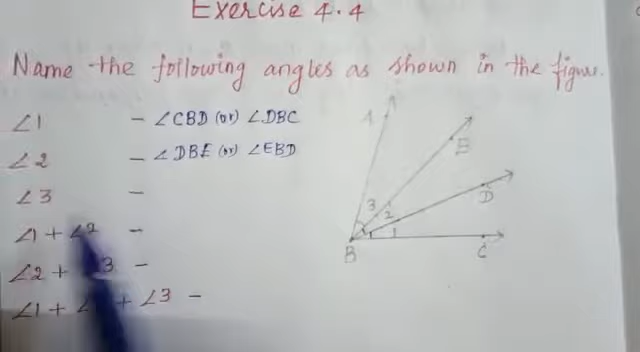 Exercise 4.4
Name the following angles as shown in the figure.
∠1 - ∠CBD (or) ∠DBC
∠2 - ∠DBE (or) ∠EBD
∠3 -
∠1 + ∠2 -
∠2 + 3 -
∠1 + ∠ + ∠3 -
A
E
D
3
2
1
B
C